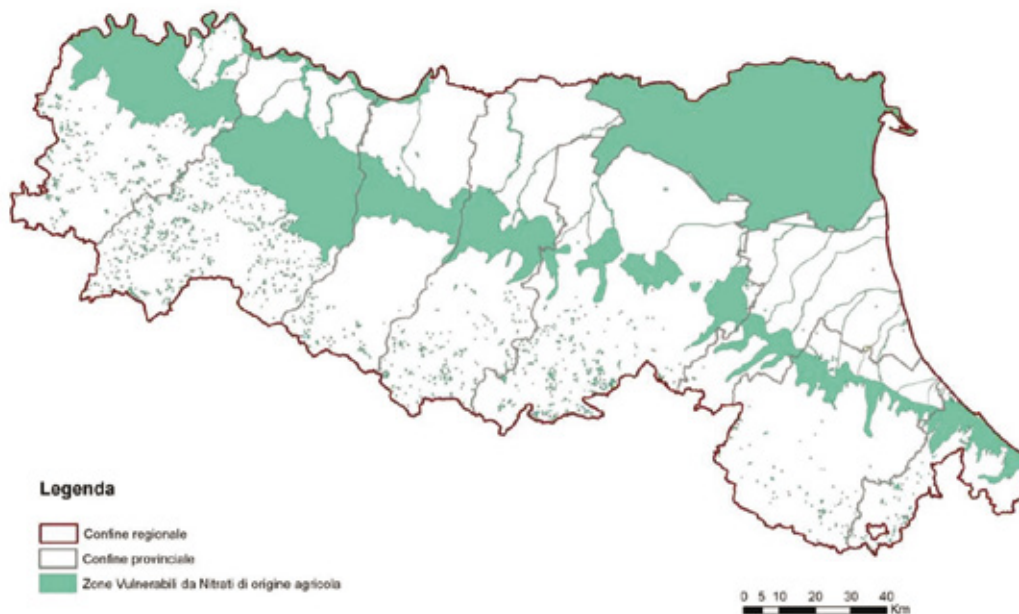 Legenda
Confine regionale
Confine provinciale
Zone Vulnerabili da Nitrati di origine agricola
0 5 10 20 30 40
Km